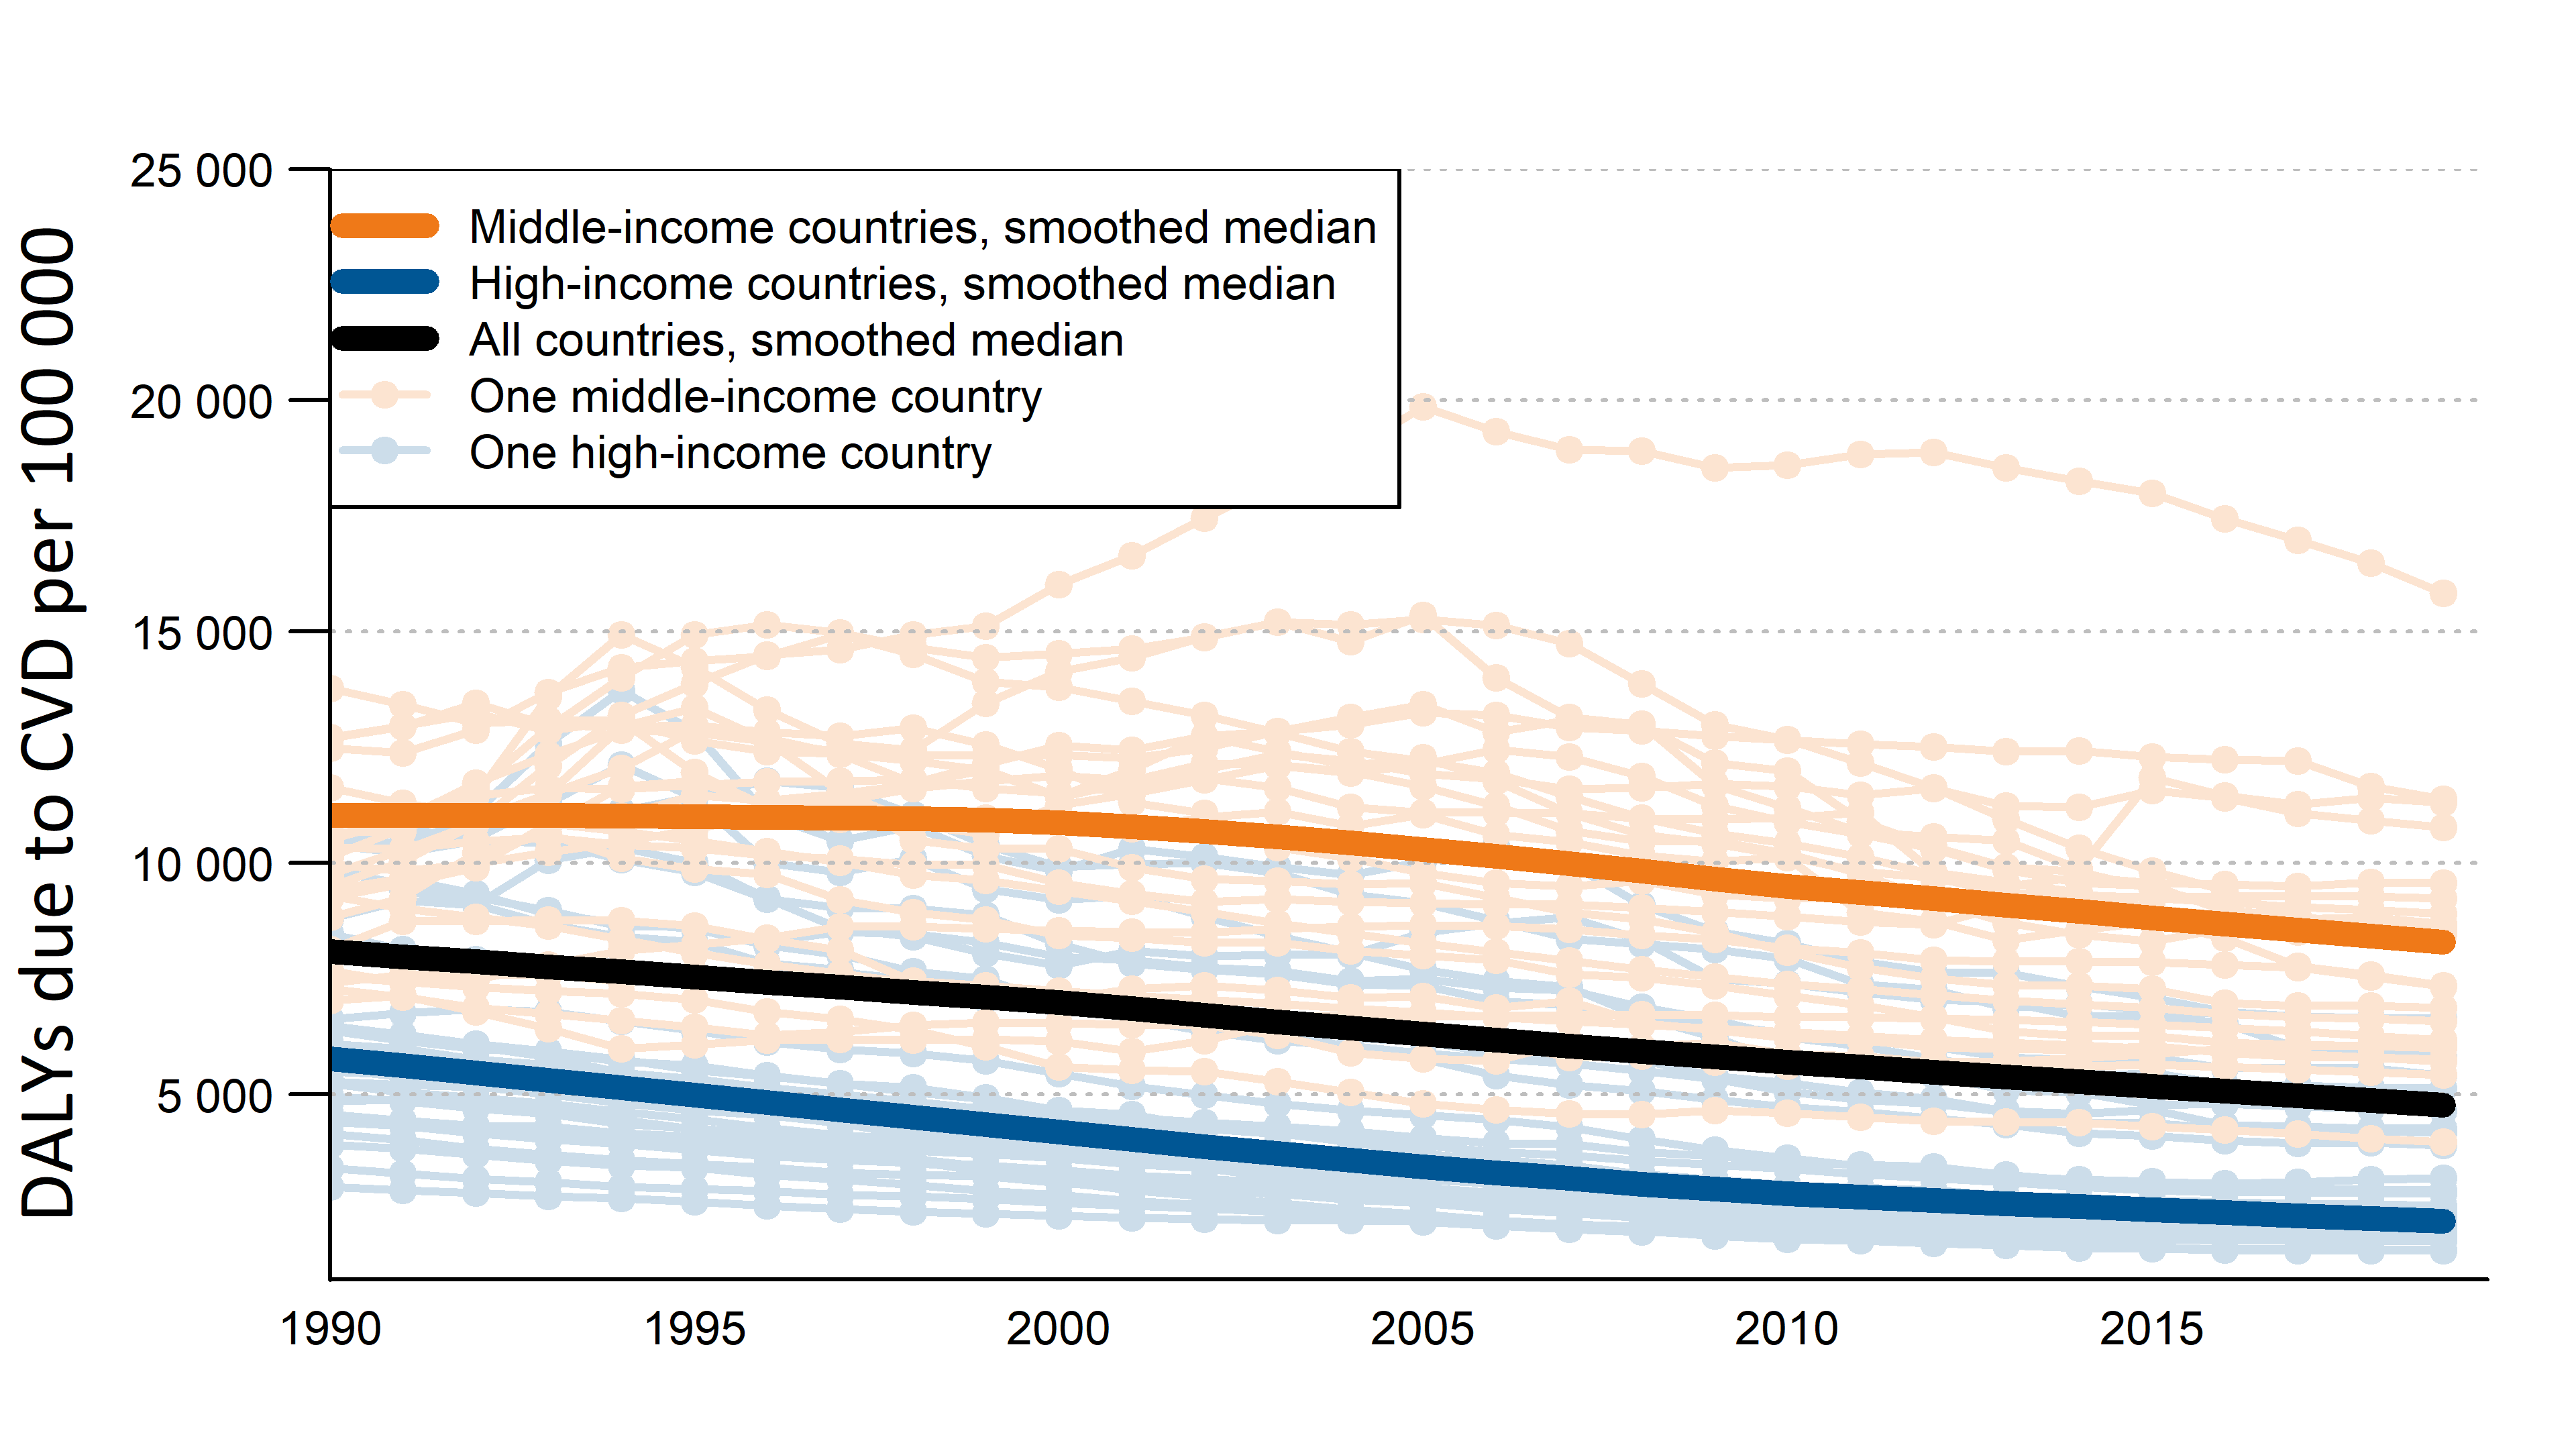 DALYs due to CVD per 100 000
25 000
20 000
15 000
10 000
5 000
Middle-income countries, smoothed median
High-income countries, smoothed median
All countries, smoothed median
One middle-income country
One high-income country
1990 1995 2000 2005 2010 2015